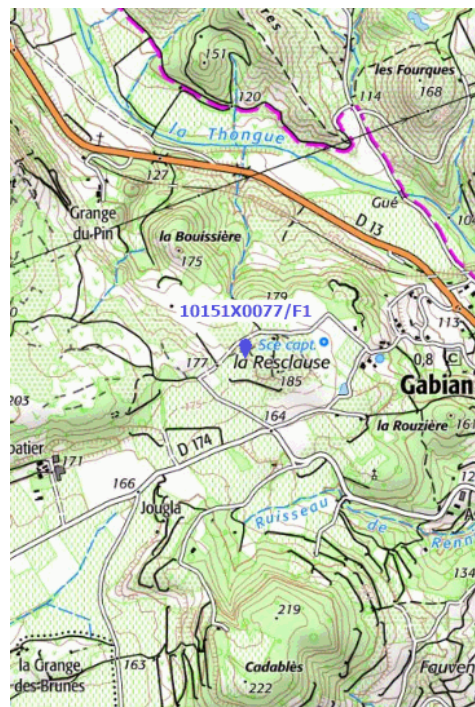 151
les Fourques
120
114
168
la Thongue
127
Gué
104
Grange
du-Pin
D 13
la Bouissière
175
179
10151X0077/F1
113
Sce capt.
la Resclause
177
0,8
C
185
Gabian
203
164
la Rouzière
161
D 174
171
166
Jougla
Ruisseau
de
134
219
la Grange
des-Brunes
163
Cadablès
222